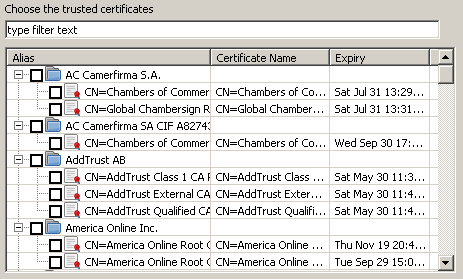 Choose the trusted certificates
type filter text
Alias Certificate Name Expiry
AC Camerfirma S.A.
CN=Chambers of Commer CN=Chambers of Co... Sat Jul 31 13:29...
CN=Global Chambersign R CN=Global Chamber... Sat Jul 31 13:31...
AC Camerfirma SA CIF A82743
CN=Chambers of Commer CN=Chambers of Co... Wed Sep 30 17:...
AddTrust AB
CN=AddTrust Class 1 CA R CN=AddTrust Class ... Sat May 30 11:3...
CN=AddTrust External CA CN=AddTrust Exter... Sat May 30 11:4...
CN=AddTrust Qualified CA CN=AddTrust Qualifi... Sat May 30 11:4...
America Online Inc.
CN=America Online Root C CN=America Online ... Thu Nov 19 20:4...
CN=America Online Root C CN=America Online ... Tue Sep 29 15:0...